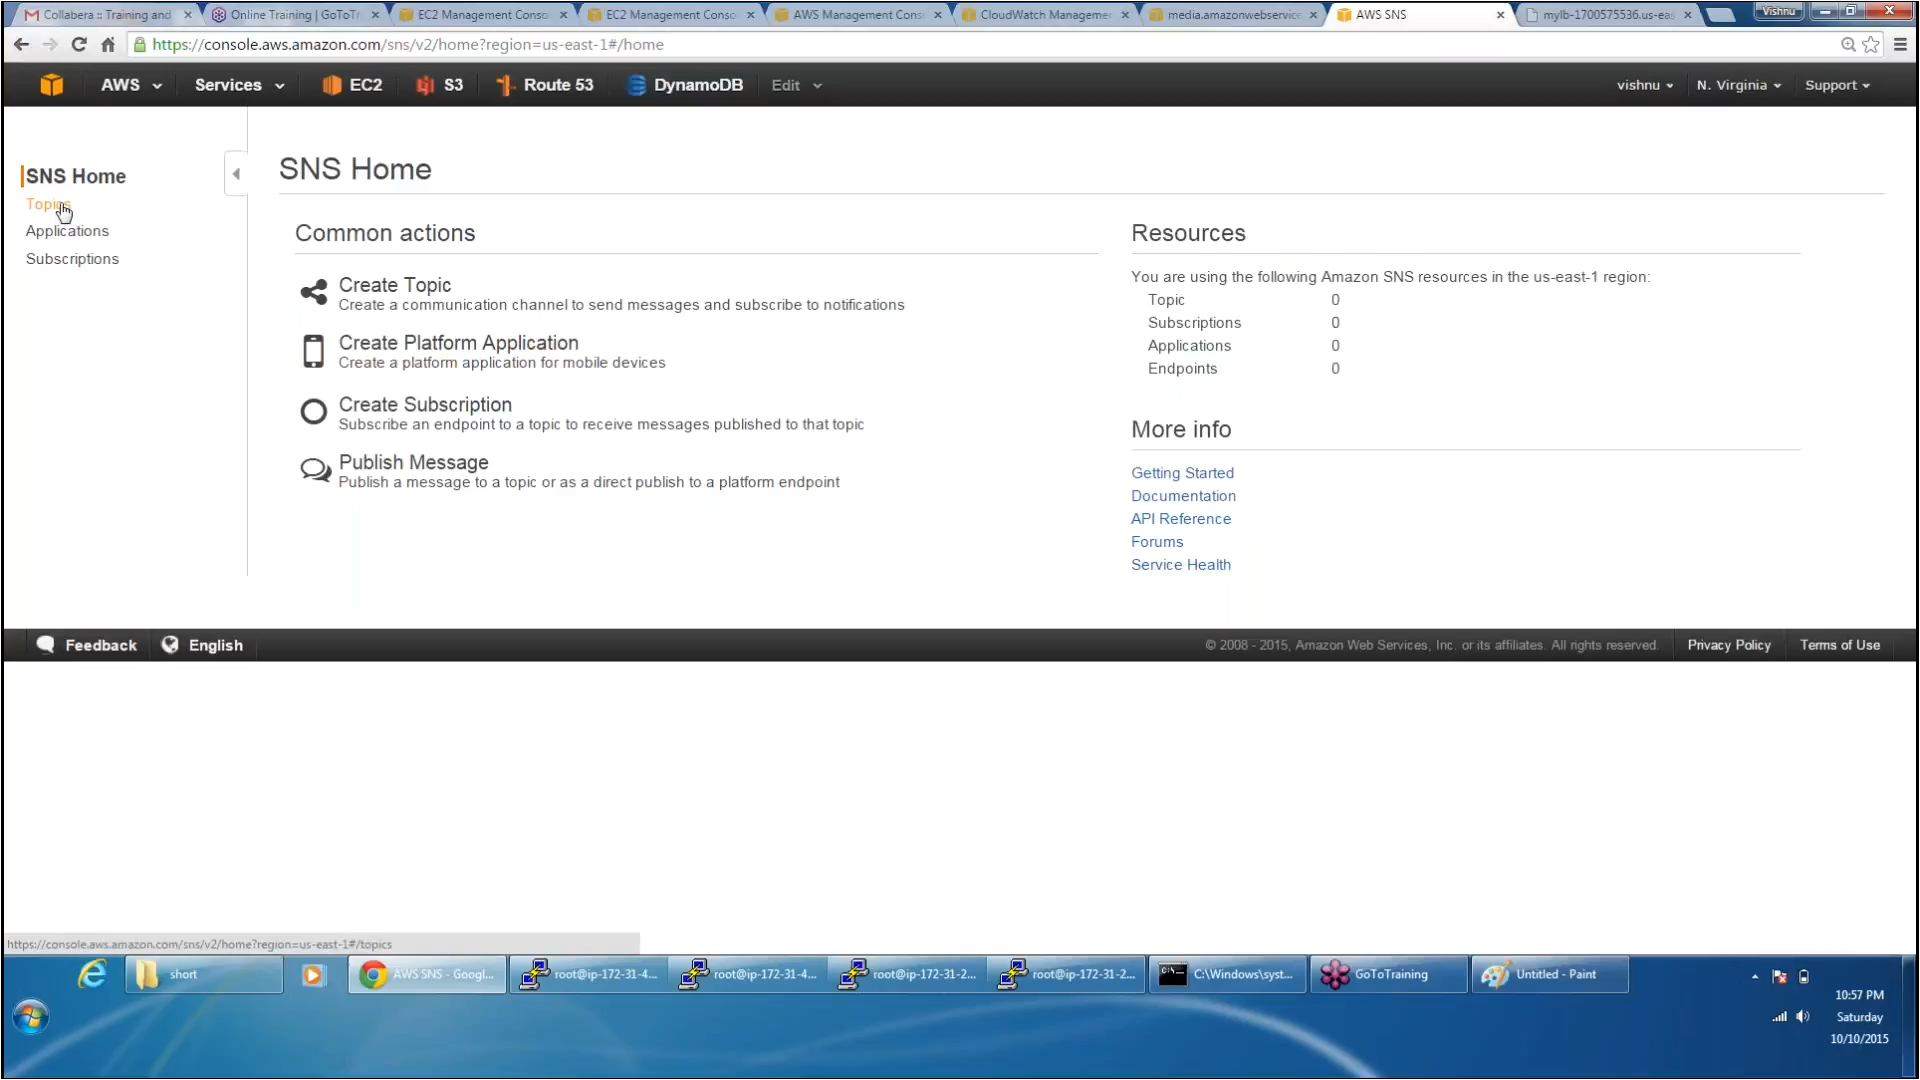 Collabera :: Training and
Online Training | GoToTr
EC2 Management Conso
EC2 Management Conso
AWS Management Cons
CloudWatch Manageme
media.amazonwebservice
AWS SNS
mylb-1700575536.us-eas
Vishnu
https://console.aws.amazon.com/sns/v2/home?region=us-east-1#/home
AWS Services EC2 S3 Route 53 DynamoDB Edit vishnu N. Virginia Support
SNS Home
Topics
Applications
Subscriptions
SNS Home
Common actions
Create Topic
Create a communication channel to send messages and subscribe to notifications
Create Platform Application
Create a platform application for mobile devices
Create Subscription
Subscribe an endpoint to a topic to receive messages published to that topic
Publish Message
Publish a message to a topic or as a direct publish to a platform endpoint
Resources
You are using the following Amazon SNS resources in the us-east-1 region:
Topic 0
Subscriptions 0
Applications 0
Endpoints 0
More info
Getting Started
Documentation
API Reference
Forums
Service Health
Feedback English © 2008 - 2015, Amazon Web Services, Inc. or its affiliates. All rights reserved. Privacy Policy Terms of Use
https://console.aws.amazon.com/sns/v2/home?region=us-east-1#/topics
short
AWS SNS - Googl...
root@ip-172-31-4...
root@ip-172-31-4...
root@ip-172-31-2...
root@ip-172-31-2...
C:\Windows\syst...
GoToTraining
Untitled - Paint
10:57 PM
Saturday
10/10/2015